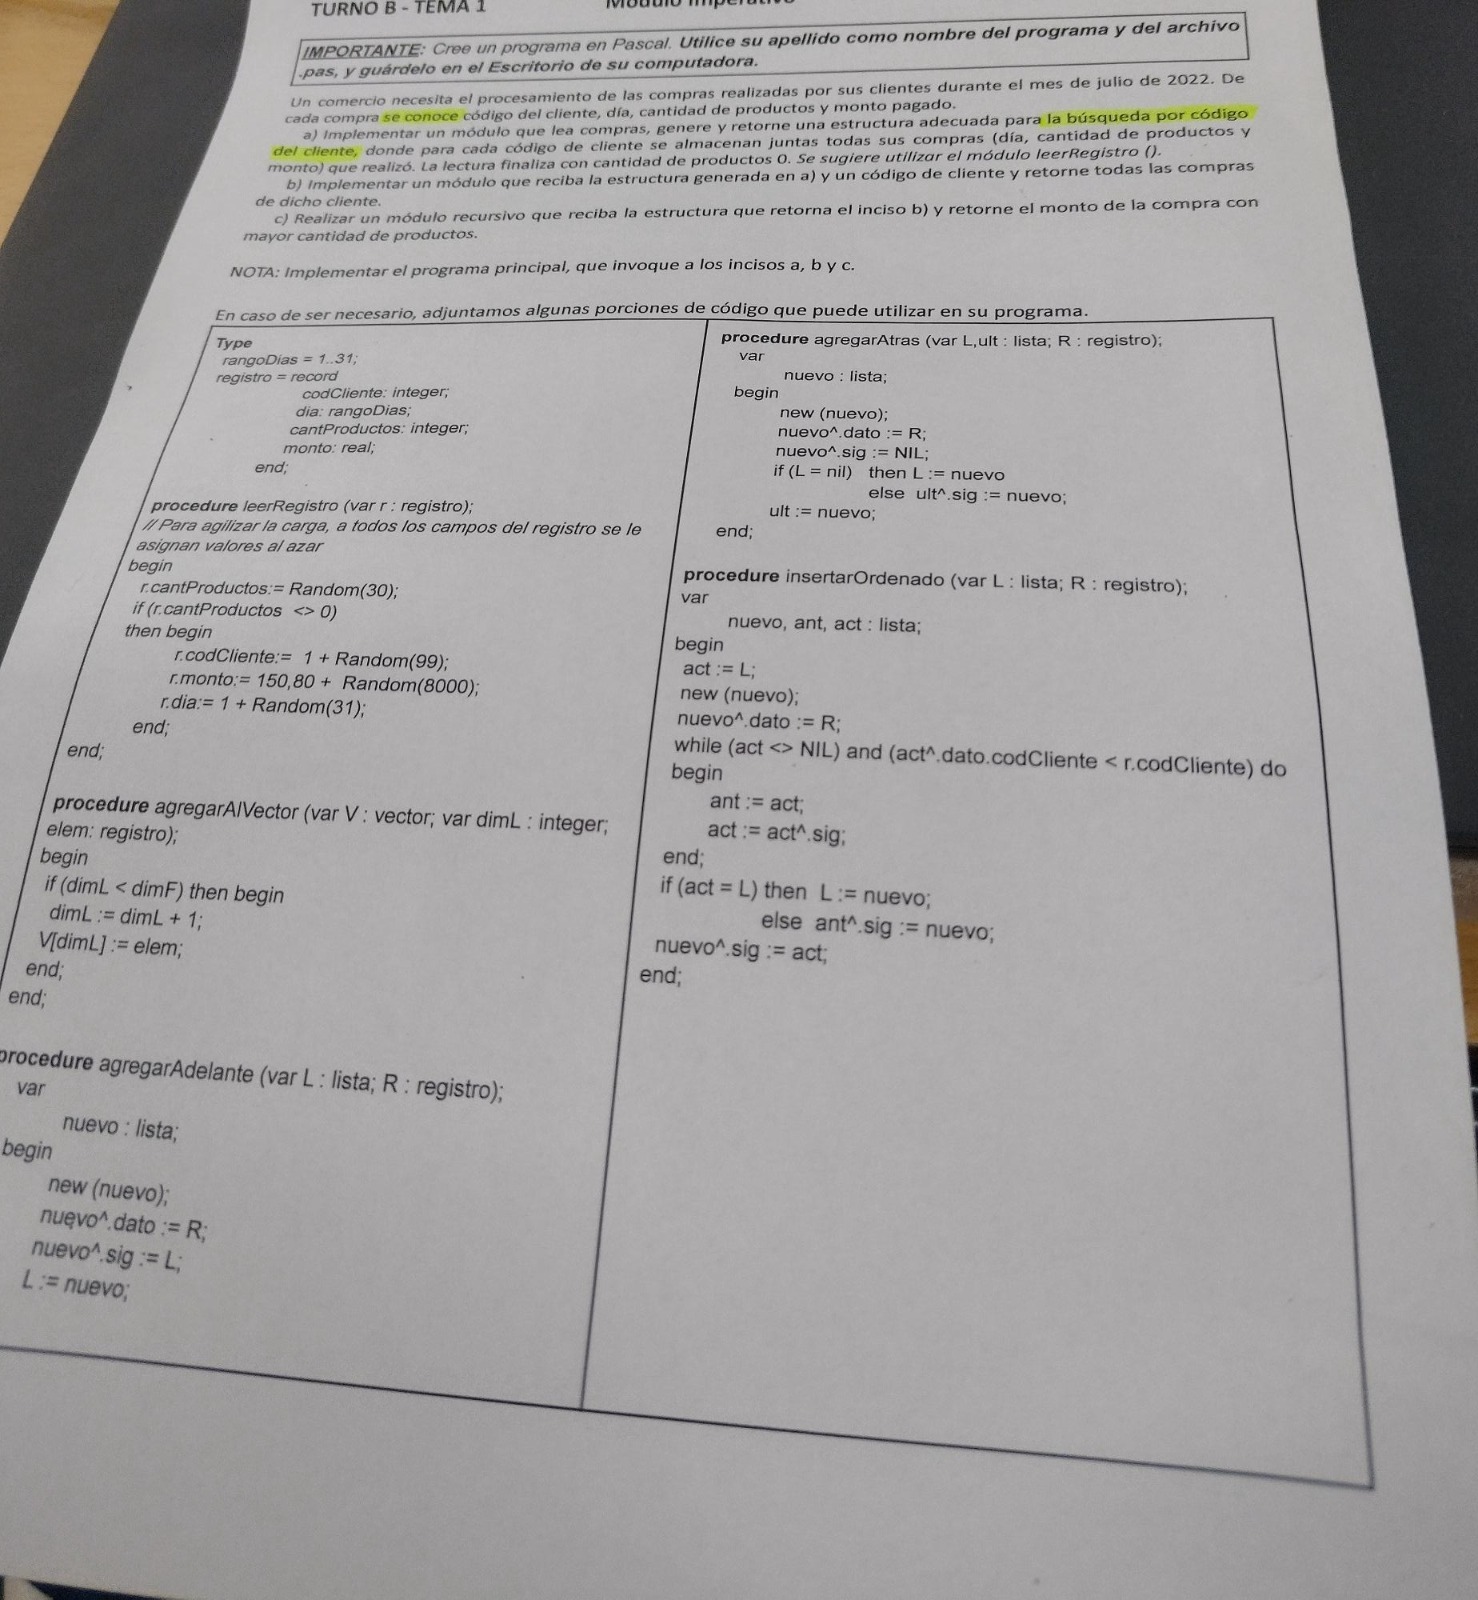 TURNO B - TEMA 1
IMPORTANTE: Cree un programa en Pascal. Utilice su apellido como nombre del programa y del archivo
.pas, y guárdelo en el Escritorio de su computadora.
Un comercio necesita el procesamiento de las compras realizadas por sus clientes durante el mes de julio de 2022. De
cada compra se conoce código del cliente, día, cantidad de productos y monto pagado.
a) Implementar un módulo que lea compras, genere y retorne una estructura adecuada para la búsqueda por código
del cliente, donde para cada código de cliente se almacenan juntas todas sus compras (día, cantidad de productos y
monto) que realizó. La lectura finaliza con cantidad de productos 0. Se sugiere utilizar el módulo leerRegistro ().
b) Implementar un módulo que reciba la estructura generada en a) y un código de cliente y retorne todas las compras
de dicho cliente.
c) Realizar un módulo recursivo que reciba la estructura que retorna el inciso b) y retorne el monto de la compra con
mayor cantidad de productos.
NOTA: Implementar el programa principal, que invoque a los incisos a, b y c.
En caso de ser necesario, adjuntamos algunas porciones de código que puede utilizar en su programa.
Type
rangoDias = 1..31;
registro = record
codCliente: integer;
dia: rangoDias;
cantProductos: integer;
monto: real;
end;
procedure leerRegistro (var r : registro);
// Para agilizar la carga, a todos los campos del registro se le
asignan valores al azar
begin
r.cantProductos:= Random(30);
if (r.cantProductos <> 0)
then begin
r.codCliente:= 1 + Random(99);
r.monto:= 150,80 + Random(8000);
r.dia:= 1 + Random(31);
end;
end;
procedure agregarAlVector (var V : vector; var dimL : integer;
elem: registro);
begin
if (dimL < dimF) then begin
dimL := dimL + 1;
V[dimL] := elem;
end;
end;
procedure agregarAdelante (var L : lista; R : registro);
var
nuevo : lista;
begin
new (nuevo);
nuevo^.dato := R;
nuevo^.sig := L;
L := nuevo;
procedure agregarAtras (var L,ult : lista; R : registro);
var
nuevo : lista;
begin
new (nuevo);
nuevo^.dato := R;
nuevo^.sig := NIL;
if (L = nil) then L := nuevo
else ult^.sig := nuevo;
ult := nuevo;
end;
procedure insertarOrdenado (var L : lista; R : registro);
var
nuevo, ant, act : lista;
begin
act := L;
new (nuevo);
nuevo^.dato := R;
while (act <> NIL) and (act^.dato.codCliente < r.codCliente) do
begin
ant := act;
act := act^.sig;
end;
if (act = L) then L := nuevo;
else ant^.sig := nuevo;
nuevo^.sig := act;
end;